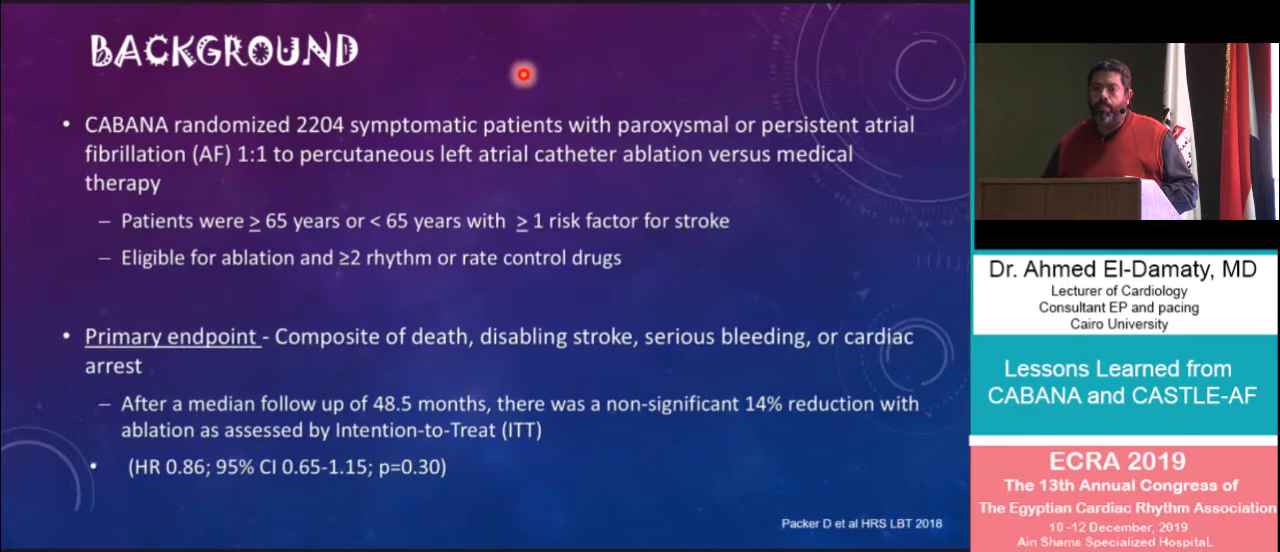 BACKGROUND
• CABANA randomized 2204 symptomatic patients with paroxysmal or persistent atrial
fibrillation (AF) 1:1 to percutaneous left atrial catheter ablation versus medical
therapy
– Patients were ≥ 65 years or < 65 years with ≥ 1 risk factor for stroke
– Eligible for ablation and ≥2 rhythm or rate control drugs
• Primary endpoint - Composite of death, disabling stroke, serious bleeding, or cardiac
arrest
– After a median follow up of 48.5 months, there was a non-significant 14% reduction with
ablation as assessed by Intention-to-Treat (ITT)
• (HR 0.86; 95% CI 0.65-1.15; p=0.30)
Packer D et al HRS LBT 2018
Dr. Ahmed El-Damaty, MD
Lecturer of Cardiology
Consultant EP and pacing
Cairo University
Lessons Learned from
CABANA and CASTLE-AF
ECRA 2019
The 13th Annual Congress of
The Egyptian Cardiac Rhythm Association
10 -12 December, 2019
Ain Shams Specialized HospitaL